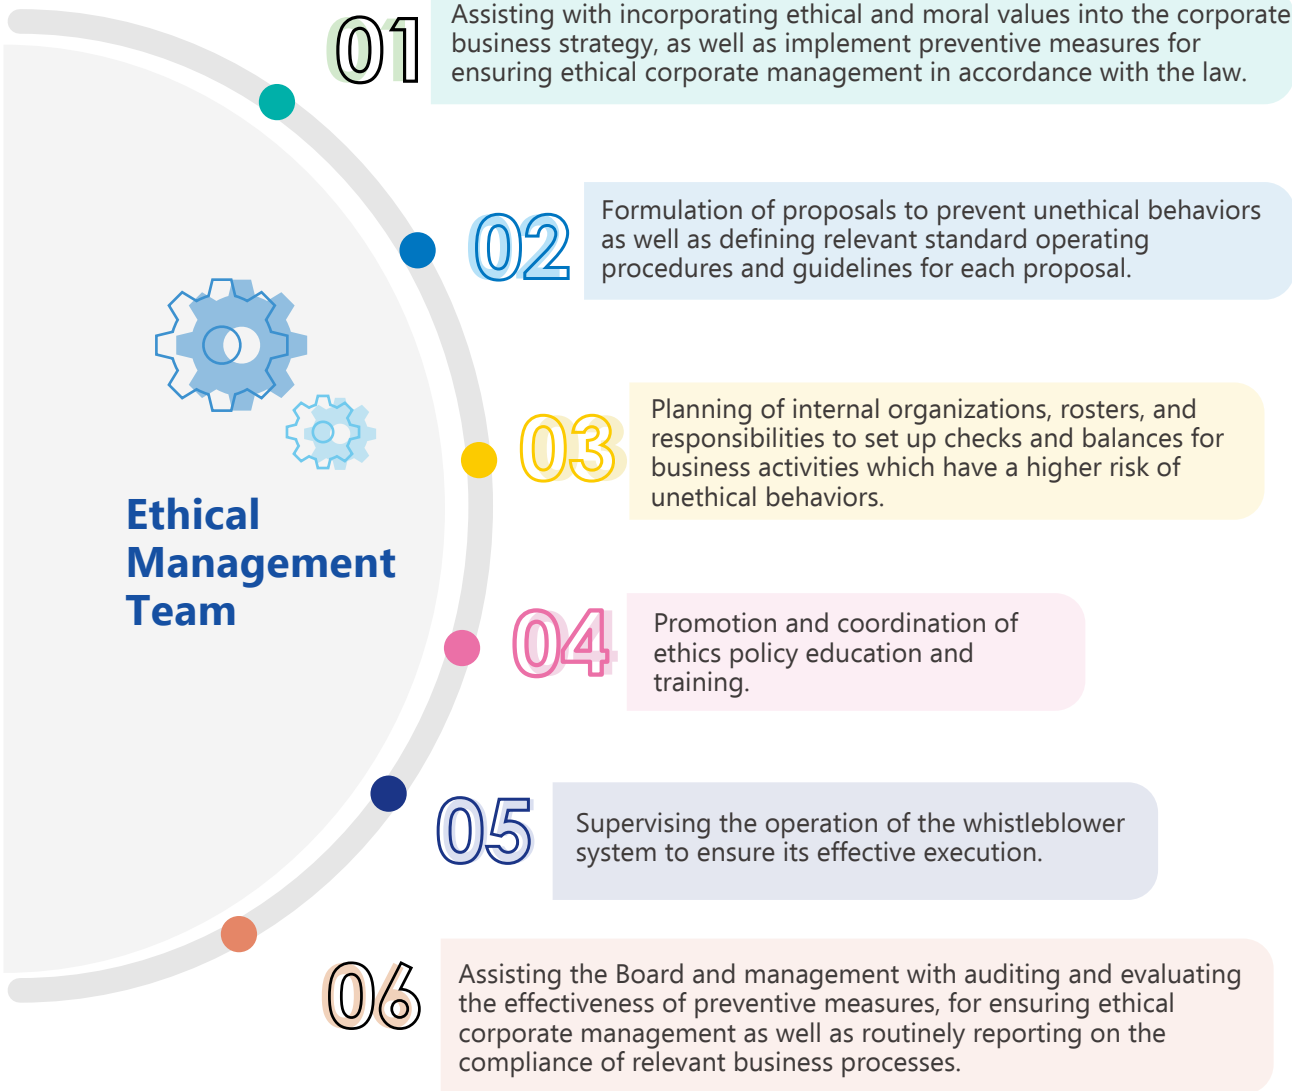 01
Assisting with incorporating ethical and moral values into the corporate
business strategy, as well as implement preventive measures for
ensuring ethical corporate management in accordance with the law.
02
Formulation of proposals to prevent unethical behaviors
as well as defining relevant standard operating
procedures and guidelines for each proposal.
03
Planning of internal organizations, rosters, and
responsibilities to set up checks and balances for
business activities which have a higher risk of
unethical behaviors.
Ethical
Management
Team
04
Promotion and coordination of
ethics policy education and
training.
05
Supervising the operation of the whistleblower
system to ensure its effective execution.
06
Assisting the Board and management with auditing and evaluating
the effectiveness of preventive measures, for ensuring ethical
corporate management as well as routinely reporting on the
compliance of relevant business processes.